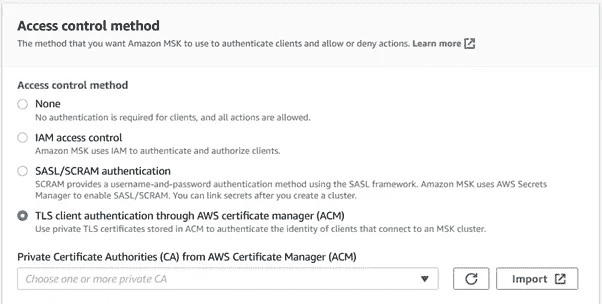 Access control method
The method that you want Amazon MSK to use to authenticate clients and allow or deny actions. Learn more
Access control method
None
No authentication is required for clients, and all actions are allowed.
IAM access control
Amazon MSK uses IAM to authenticate and authorize clients.
SASL/SCRAM authentication
SCRAM provides a username-and-password authentication method using the SASL framework. Amazon MSK uses AWS Secrets
Manager to enable SASL/SCRAM. You can link secrets after you create a cluster.
TLS client authentication through AWS certificate manager (ACM)
Use private TLS certificates stored in ACM to authenticate the identity of clients that connect to an MSK cluster.
Private Certificate Authorities (CA) from AWS Certificate Manager (ACM)
Choose one or more private CA
Import